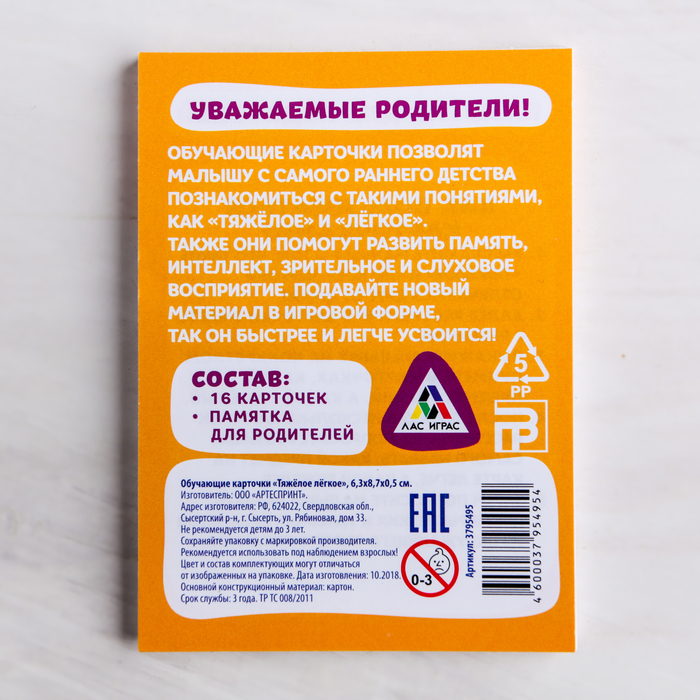 УВАЖАЕМЫЕ РОДИТЕЛИ!
ОБУЧАЮЩИЕ КАРТОЧКИ ПОЗВОЛЯТ
МАЛЫШУ С САМОГО РАННЕГО ДЕТСТВА
ПОЗНАКОМИТЬСЯ С ТАКИМИ ПОНЯТИЯМИ,
КАК «ТЯЖЁЛОЕ» И «ЛЁГКОЕ».
ТАКЖЕ ОНИ ПОМОГУТ РАЗВИТЬ ПАМЯТЬ,
ИНТЕЛЛЕКТ, ЗРИТЕЛЬНОЕ И СЛУХОВОЕ
ВОСПРИЯТИЕ. ПОДАВАЙТЕ НОВЫЙ
МАТЕРИАЛ В ИГРОВОЙ ФОРМЕ,
ТАК ОН БЫСТРЕЕ И ЛЕГЧЕ УСВОИТСЯ!
СОСТАВ:
• 16 КАРТОЧЕК
• ПАМЯТКА
ДЛЯ РОДИТЕЛЕЙ
ЛАС ИГРАС
5
PP
Обучающие карточки «Тяжёлое лёгкое», 6,3х8,7х0,5 см.
Изготовитель: ООО «АРТЕСПРИНТ».
Адрес изготовителя: РФ, 624022, Свердловская обл.,
Сысертский р-н, г. Сысерть, ул. Рябиновая, дом 33.
Не рекомендуется детям до 3 лет.
Сохраняйте упаковку с маркировкой производителя.
Рекомендуется использовать под наблюдением взрослых!
Цвет и состав комплектующих могут отличаться
от изображенных на упаковке. Дата изготовления: 10.2018.
Основной конструкционный материал: картон.
Срок службы: 3 года. ТР ТС 008/2011
ЕАС
0-3
Артикул: 3795495
4 600037 954954